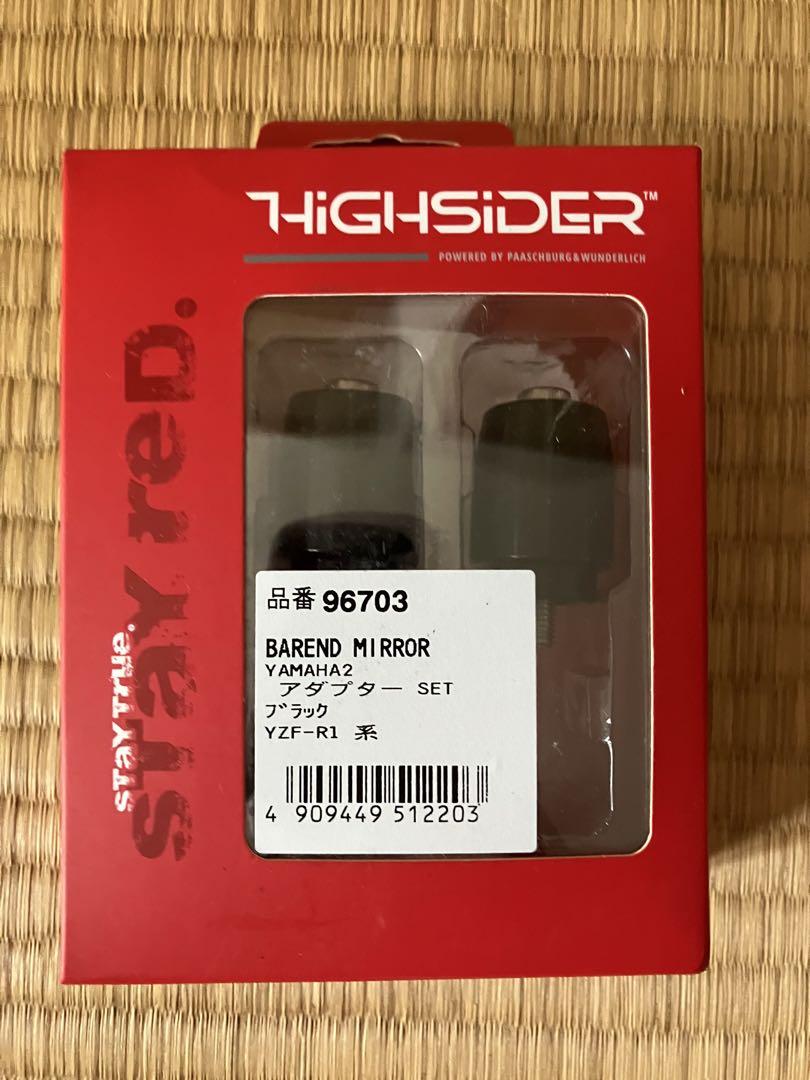 HiGHSiDER™
POWERED BY PAASCHBURG&WUNDERLICH
STaY TrUe.
STaY reD.
品番 96703
BAREND MIRROR
YAMAHA2
アダプター SET
ﾌﾞﾗｯｸ
YZF-R1 系
4 909449 512203